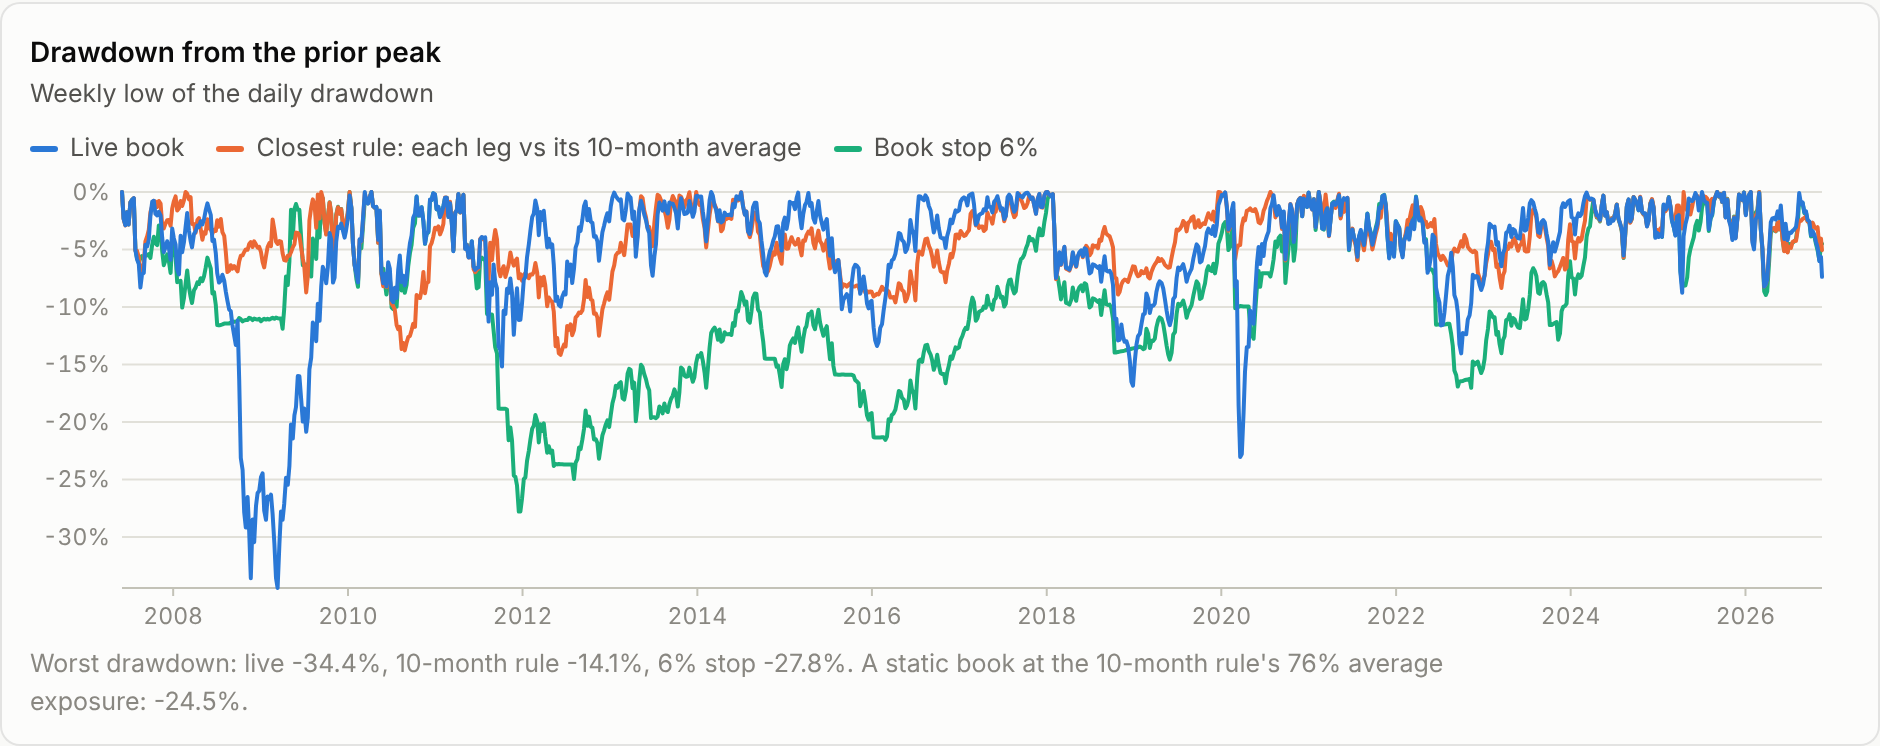 Drawdown from the prior peak
Weekly low of the daily drawdown
Live book
Closest rule: each leg vs its 10-month average
Book stop 6%
0%
-5%
-10%
-15%
-20%
-25%
-30%
2008
2010
2012
2014
2016
2018
2020
2022
2024
2026
Worst drawdown: live -34.4%, 10-month rule -14.1%, 6% stop -27.8%. A static book at the 10-month rule's 76% average
exposure: -24.5%.